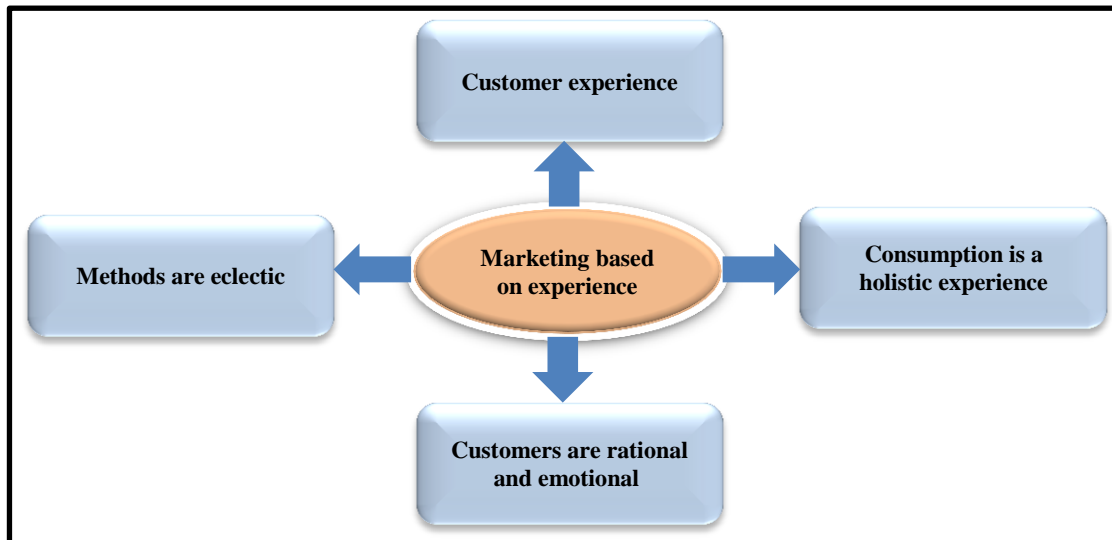 Customer experience
Methods are eclectic
Marketing based
on experience
Consumption is a
holistic experience
Customers are rational
and emotional